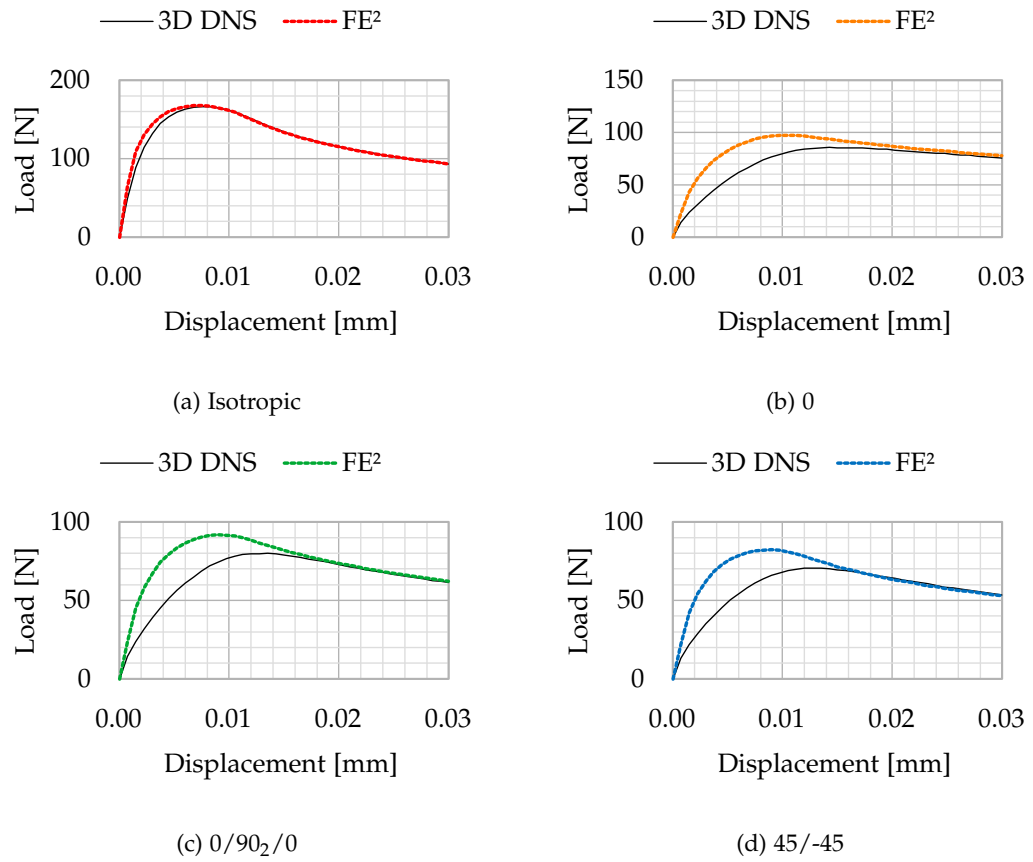 3D DNS FE²
3D DNS FE²
200
100
0
Load [N]
0.00 0.01 0.02 0.03
Displacement [mm]
150
100
50
0
Load [N]
0.00 0.01 0.02 0.03
Displacement [mm]
(a) Isotropic
(b) 0
3D DNS FE²
3D DNS FE²
100
50
0
Load [N]
0.00 0.01 0.02 0.03
Displacement [mm]
100
50
0
Load [N]
0.00 0.01 0.02 0.03
Displacement [mm]
(c) 0/90₂/0
(d) 45/-45